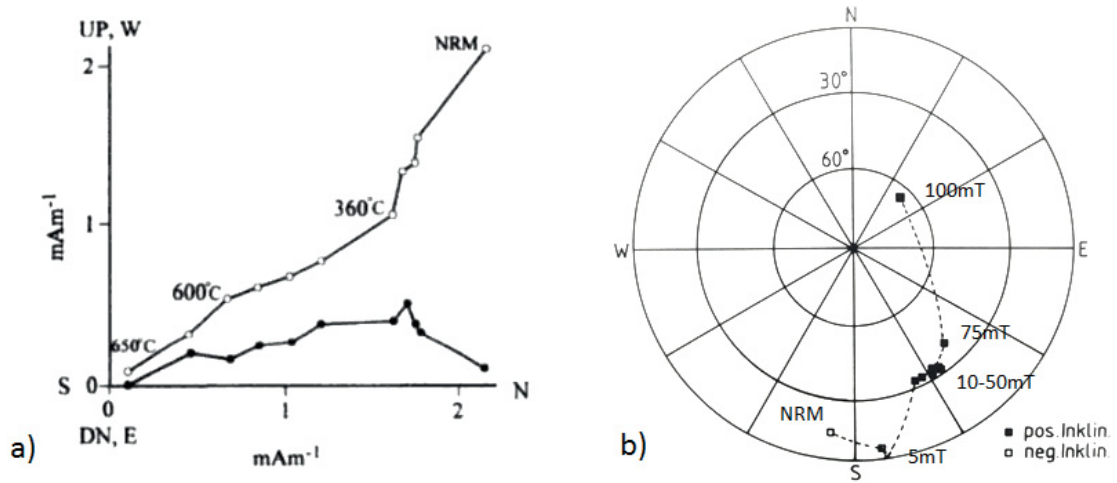 UP, W
NRM
2
mAm-1
1
360°C
600°C
650°C
S
0
N
0
1
2
DN, E
mAm-1
a)
N
30°
60°
100mT
W
E
75mT
10-50mT
NRM
5mT
S
pos.Inklin.
neg.Inklin.
b)